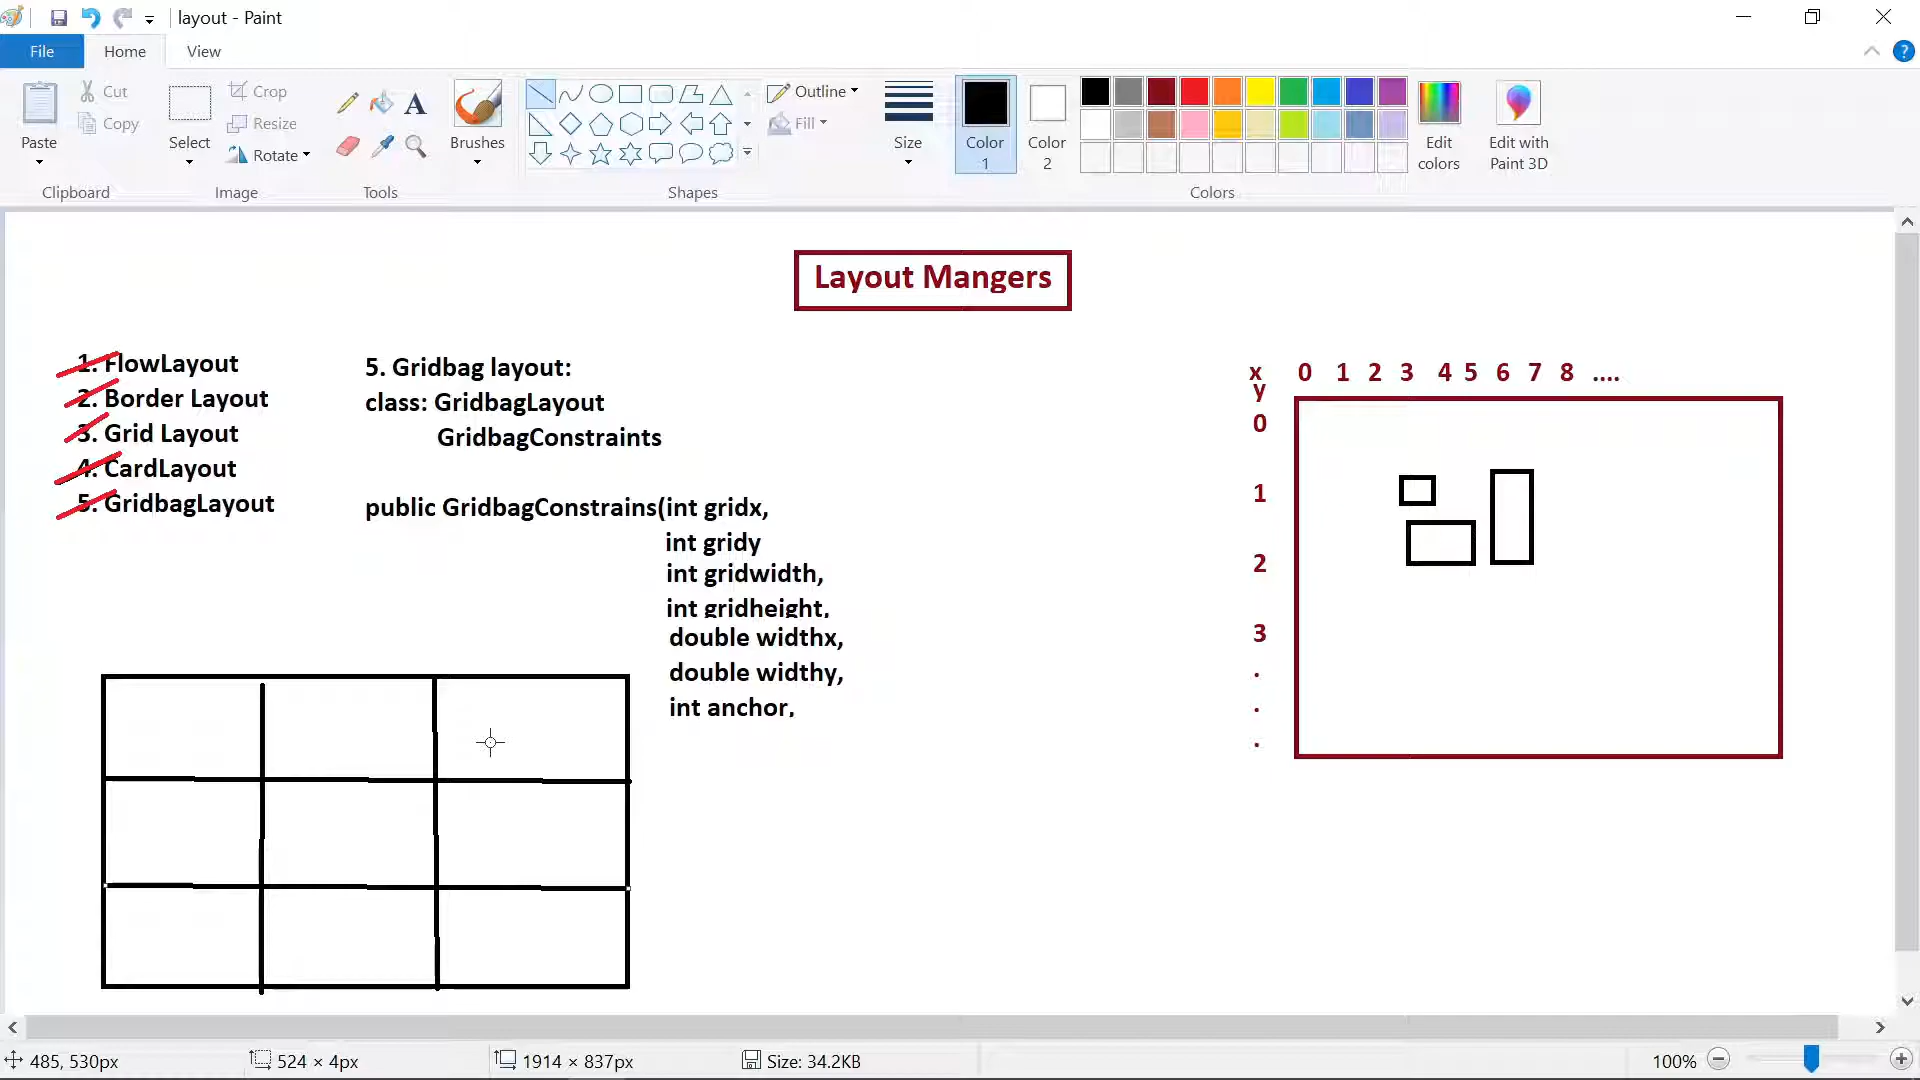 layout - Paint
File
Home
View
Paste
Cut
Copy
Clipboard
Select
Crop
Resize
Rotate
Image
A
Tools
Brushes
Outline
Fill
Shapes
Size
Color
1
Color
2
Colors
Edit
colors
Edit with
Paint 3D
?
Layout Mangers
1. FlowLayout
2. Border Layout
3. Grid Layout
4. CardLayout
5. GridbagLayout
5. Gridbag layout:
class: GridbagLayout
GridbagConstraints
public GridbagConstrains(int gridx,
int gridy
int gridwidth,
int gridheight,
double widthx,
double widthy,
int anchor,
x 0 1 2 3 4 5 6 7 8 ....
y
0
1
2
3
.
.
.
485, 530px
524 × 4px
1914 × 837px
Size: 34.2KB
100%